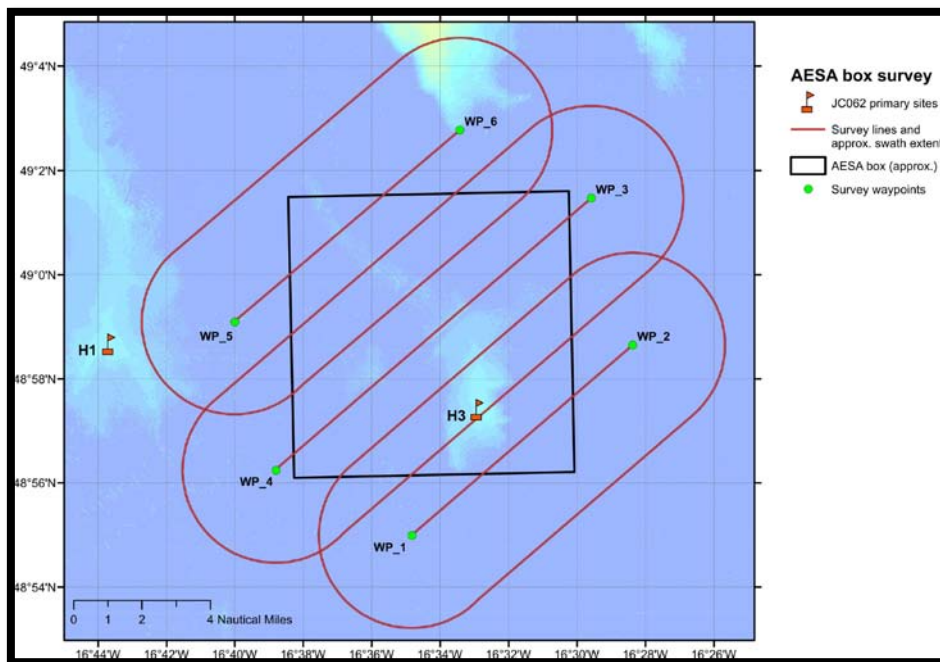 AESA box survey
JC062 primary sites
Survey lines and
approx. swath extent
AESA box (approx.)
Survey waypoints
49°4'N
49°2'N
49°0'N
48°58'N
48°56'N
48°54'N
WP_6
WP_3
WP_5
WP_2
H1
H3
WP_4
WP_1
0 1 2 4 Nautical Miles
16°44'W 16°42'W 16°40'W 16°38'W 16°36'W 16°34'W 16°32'W 16°30'W 16°28'W 16°26'W